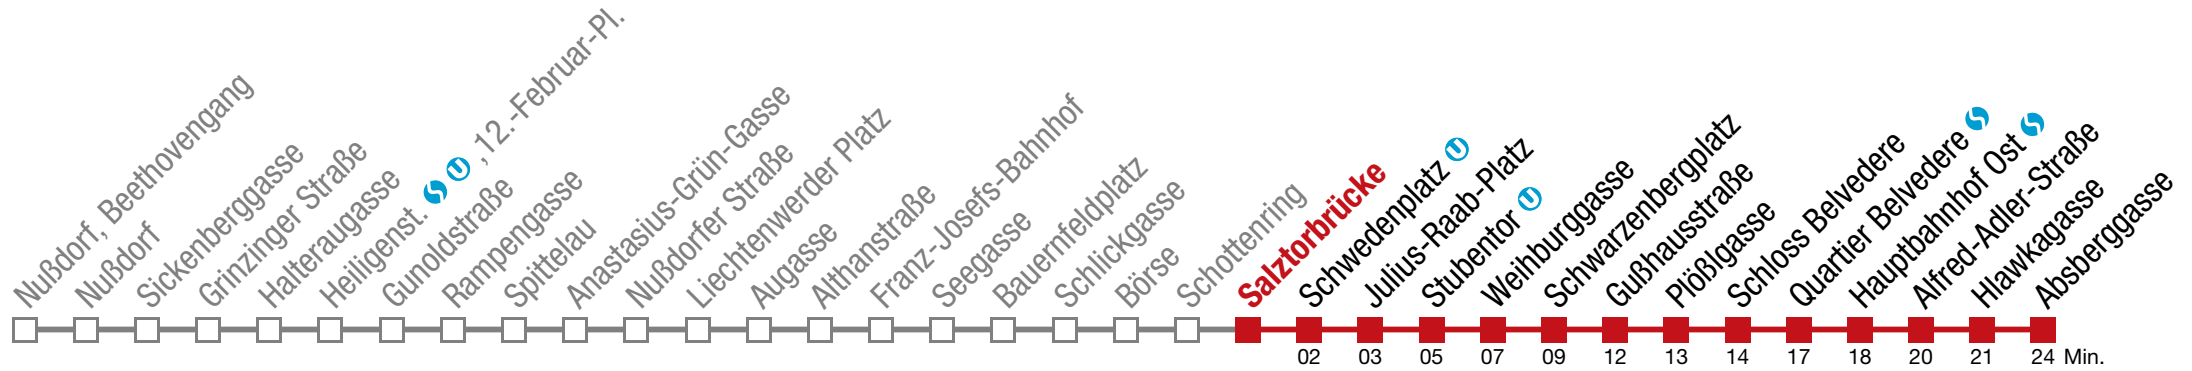 Nußdorf, Beethovengang
Nußdorf
Sickenberggasse
Grinzinger Straße
Halteraugasse
Heiligenst. S U , 12.-Februar-Pl.
Gunoldstraße
Rampengasse
Spittelau
Anastasius-Grün-Gasse
Nußdorfer Straße
Liechtenwerder Platz
Augasse
Althanstraße
Franz-Josefs-Bahnhof
Seegasse
Bauernfeldplatz
Schlickgasse
Börse
Schottenring
Salztorbrücke
Schwedenplatz U
Julius-Raab-Platz
Stubentor U
Weihburggasse
Schwarzenbergplatz
Gußhausstraße
Plößlgasse
Schloss Belvedere
Quartier Belvedere S
Hauptbahnhof Ost S
Alfred-Adler-Straße
Hlawkagasse
Absberggasse
02 03 05 07 09 12 13 14 17 18 20 21 24 Min.